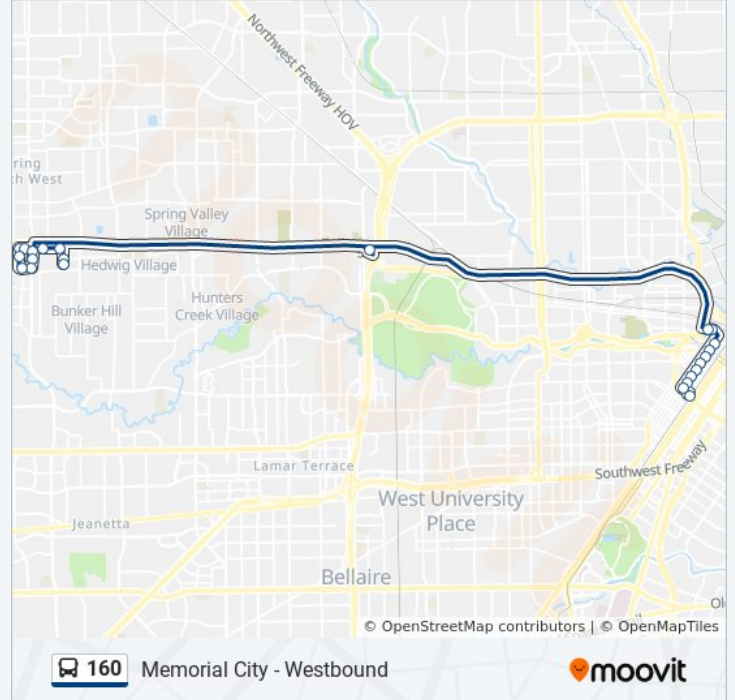 Northwest Freeway HOV
ring
h West
Spring Valley
Village
Hedwig Village
Bunker Hill
Village
Hunters
Creek Village
Lamar Terrace
Southwest Freeway
West University
Place
Jeanetta
Bellaire
Ol
© OpenStreetMap contributors | © OpenMapTiles
160 Memorial City - Westbound
moovit